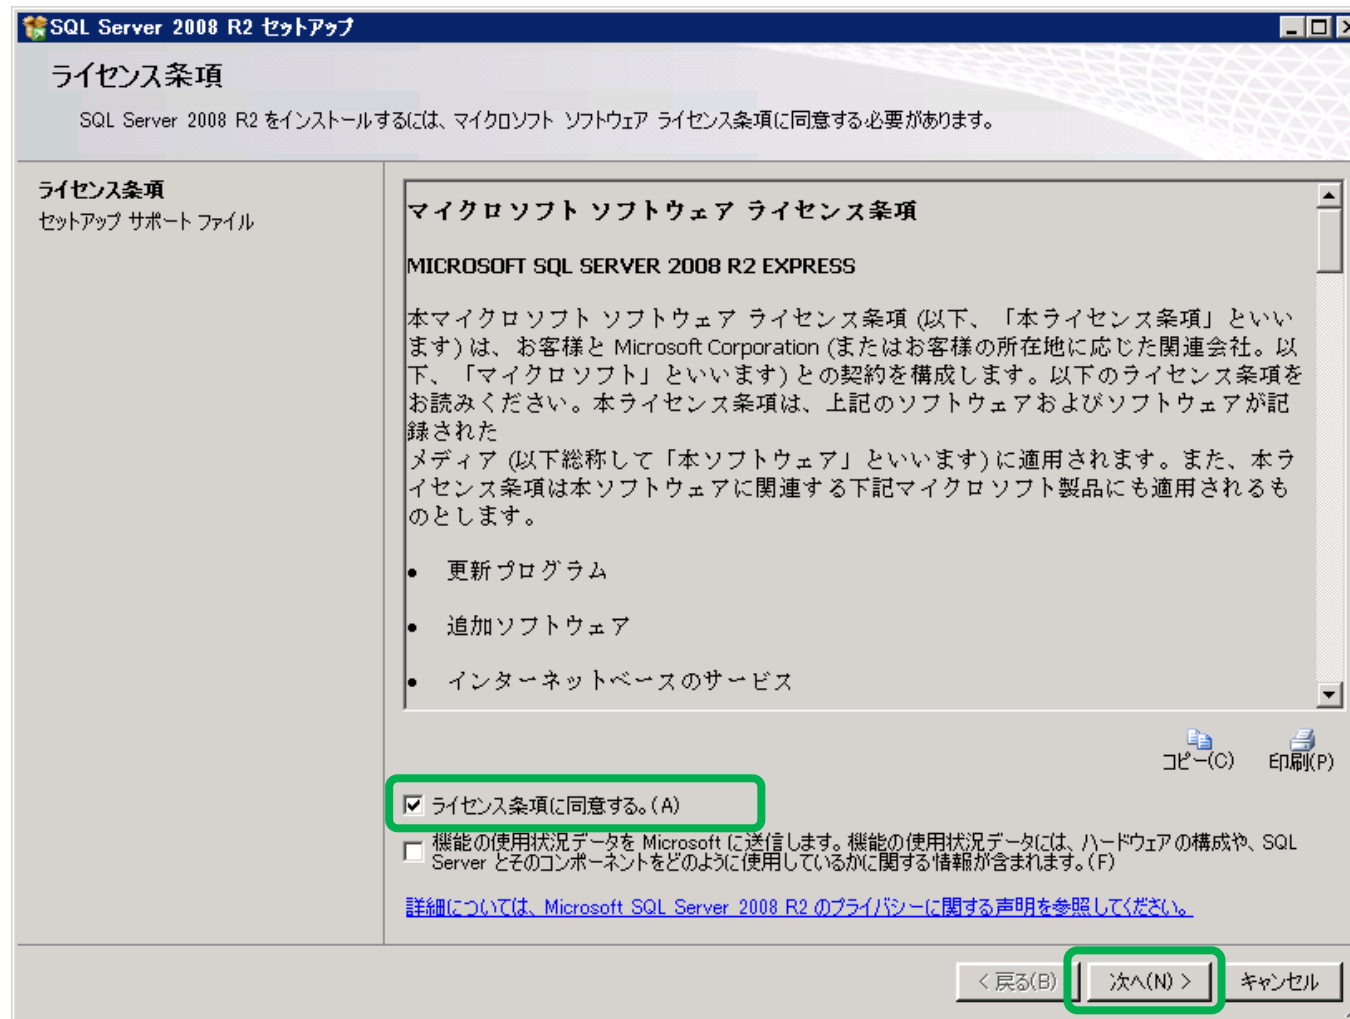 SQL Server 2008 R2 セットアップ
ライセンス条項
SQL Server 2008 R2 をインストールするには、マイクロソフト ソフトウェア ライセンス条項に同意する必要があります。
ライセンス条項
セットアップ サポート ファイル
マイクロソフト ソフトウェア ライセンス条項
MICROSOFT SQL SERVER 2008 R2 EXPRESS
本マイクロソフト ソフトウェア ライセンス条項 (以下、「本ライセンス条項」といい
ます) は、お客様と Microsoft Corporation (またはお客様の所在地に応じた関連会社。以
下、「マイクロソフト」といいます) との契約を構成します。以下のライセンス条項を
お読みください。本ライセンス条項は、上記のソフトウェアおよびソフトウェアが記
録された
メディア (以下総称して「本ソフトウェア」といいます) に適用されます。また、本ラ
イセンス条項は本ソフトウェアに関連する下記マイクロソフト製品にも適用されるも
のとします。
• 更新プログラム
• 追加ソフトウェア
• インターネットベースのサービス
コピー(C) 印刷(P)
ライセンス条項に同意する。(A)
機能の使用状況データを Microsoft に送信します。機能の使用状況データには、ハードウェアの構成や、SQL
Server とそのコンポーネントをどのように使用しているかに関する情報が含まれます。(F)
詳細については、Microsoft SQL Server 2008 R2 のプライバシーに関する声明を参照してください。
< 戻る(B) 次へ(N) > キャンセル